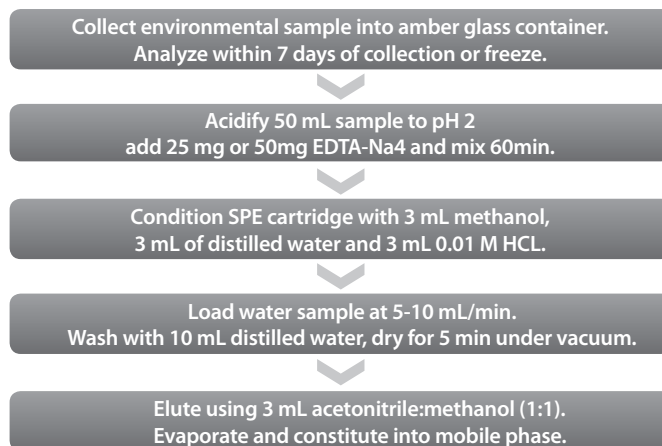 Collect environmental sample into amber glass container.
Analyze within 7 days of collection or freeze.
Acidify 50 mL sample to pH 2
add 25 mg or 50mg EDTA-Na4 and mix 60min.
Condition SPE cartridge with 3 mL methanol,
3 mL of distilled water and 3 mL 0.01 M HCL.
Load water sample at 5-10 mL/min.
Wash with 10 mL distilled water, dry for 5 min under vacuum.
Elute using 3 mL acetonitrile:methanol (1:1).
Evaporate and constitute into mobile phase.